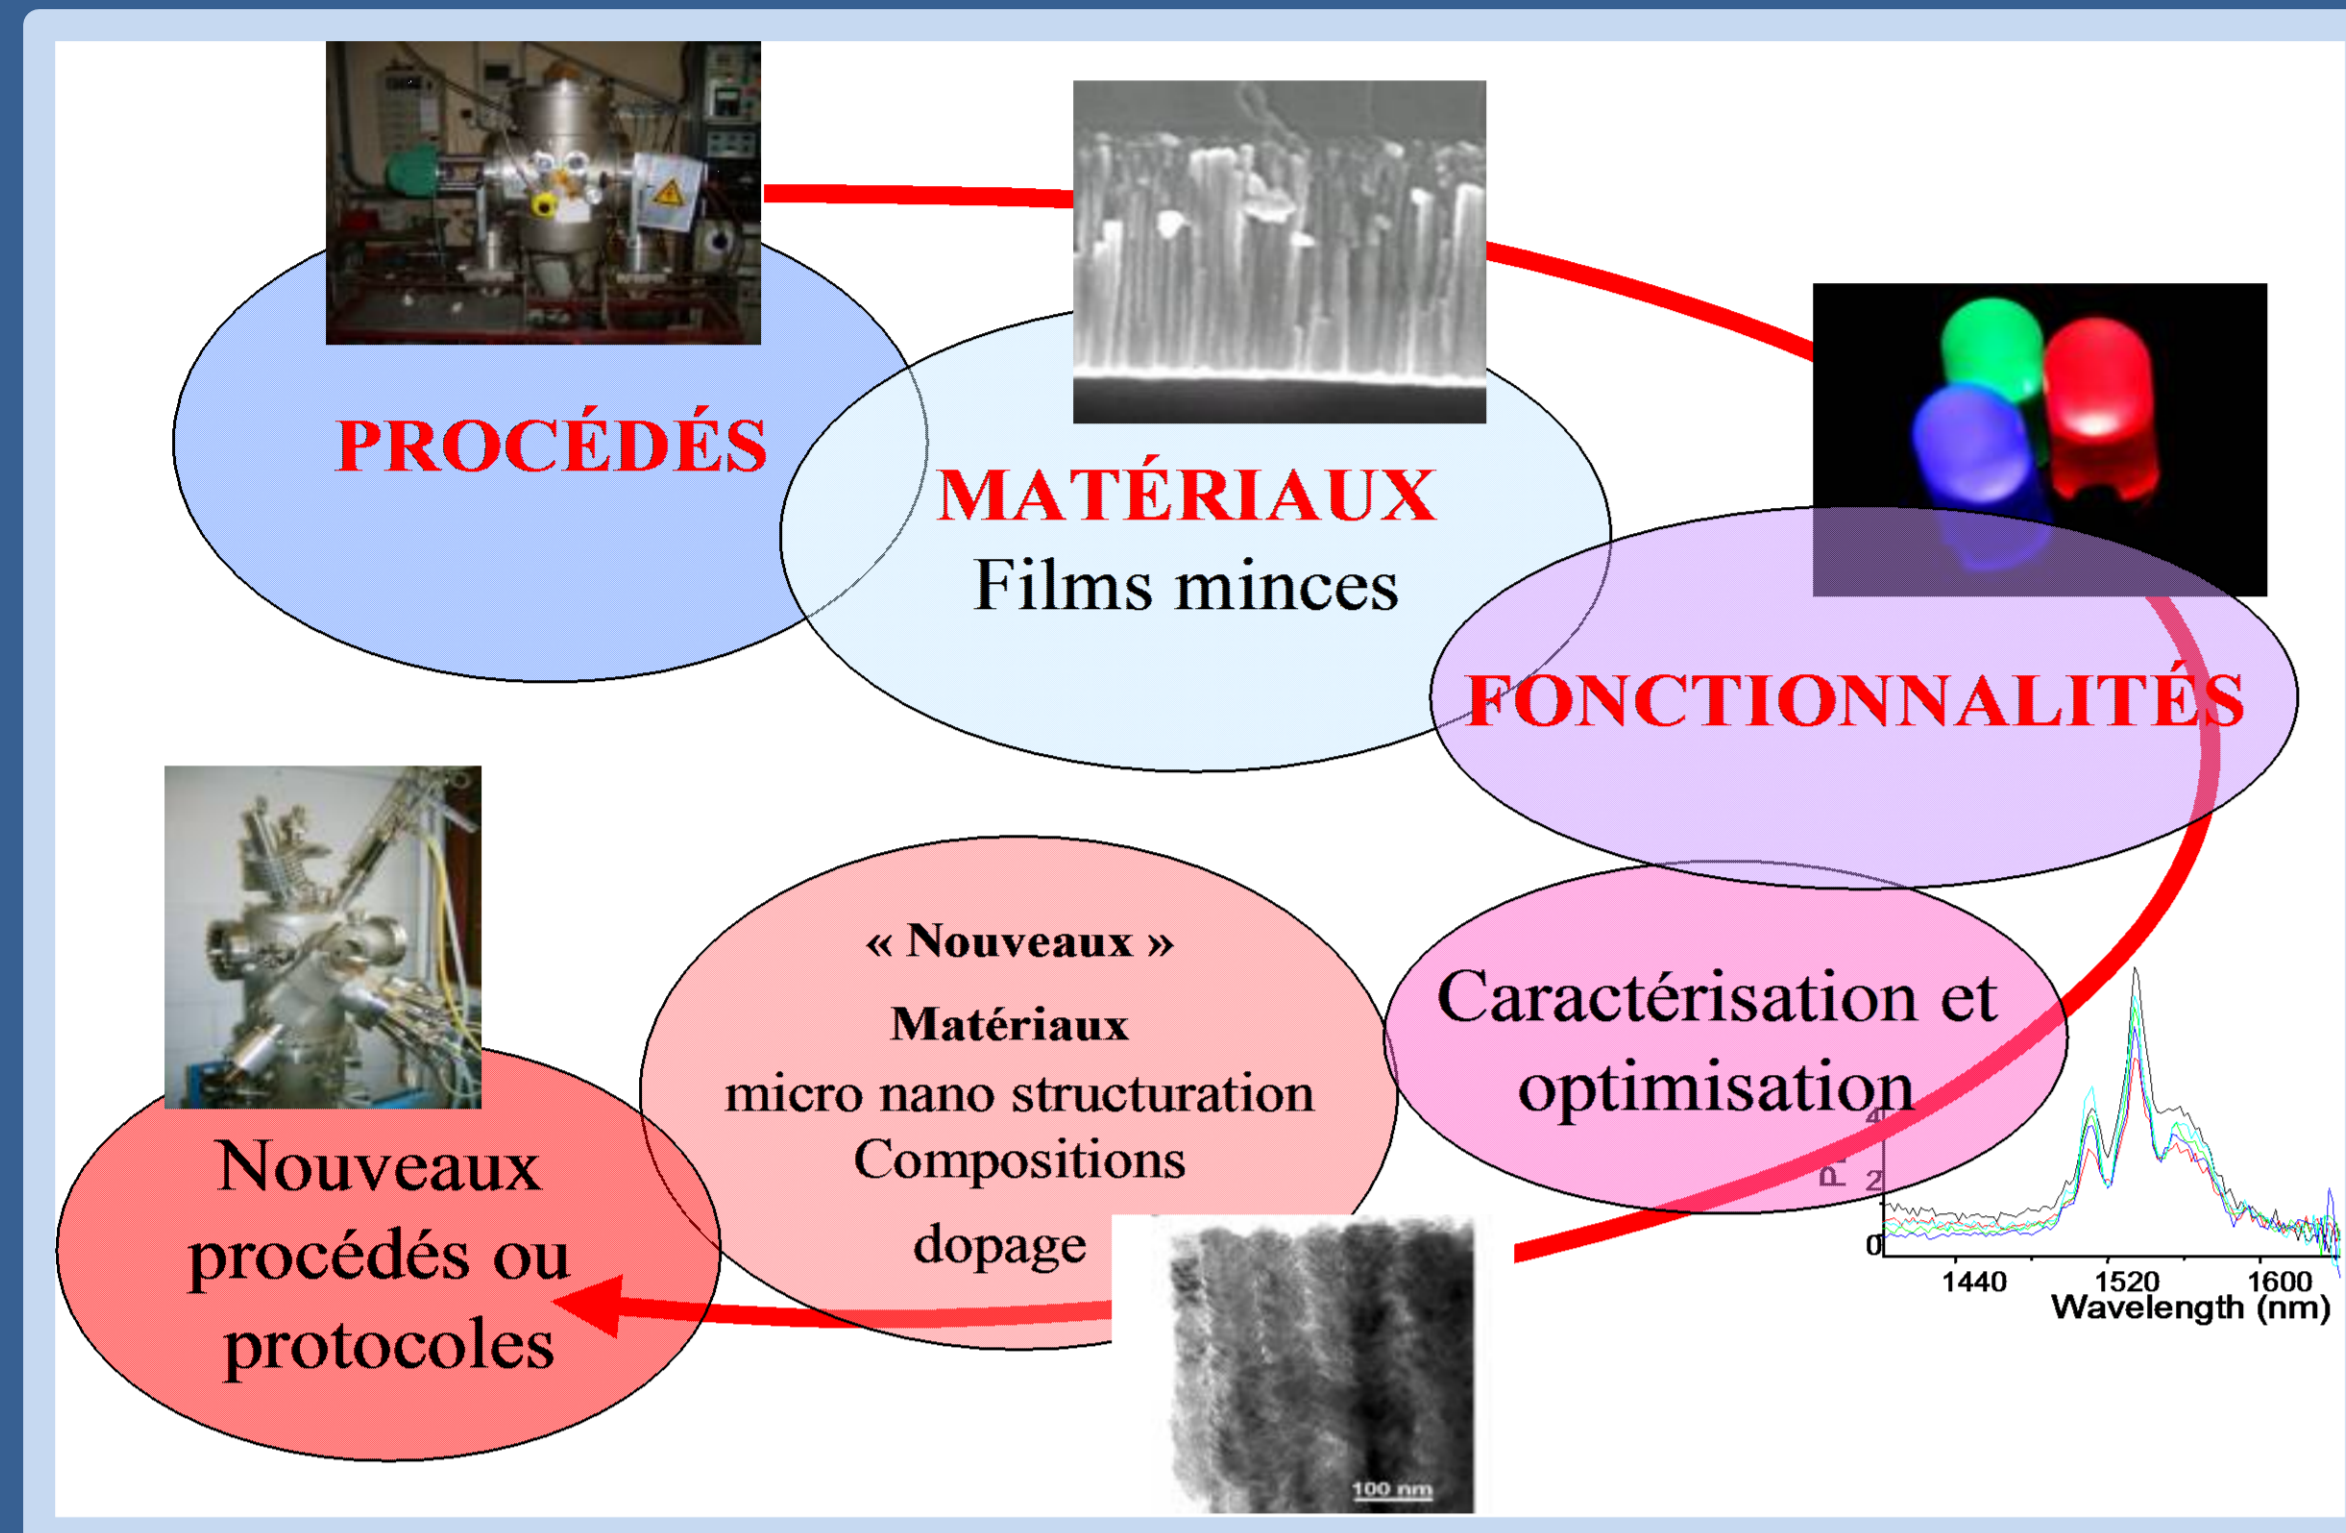 PROCÉDÉS
MATÉRIAUX
Films minces
FONCTIONNALITÉS
Caractérisation et
optimisation
4
2
0
1440 1520 1600
Wavelength (nm)
« Nouveaux »
Matériaux
micro nano structuration
Compositions
dopage
100 nm
Nouveaux
procédés ou
protocoles